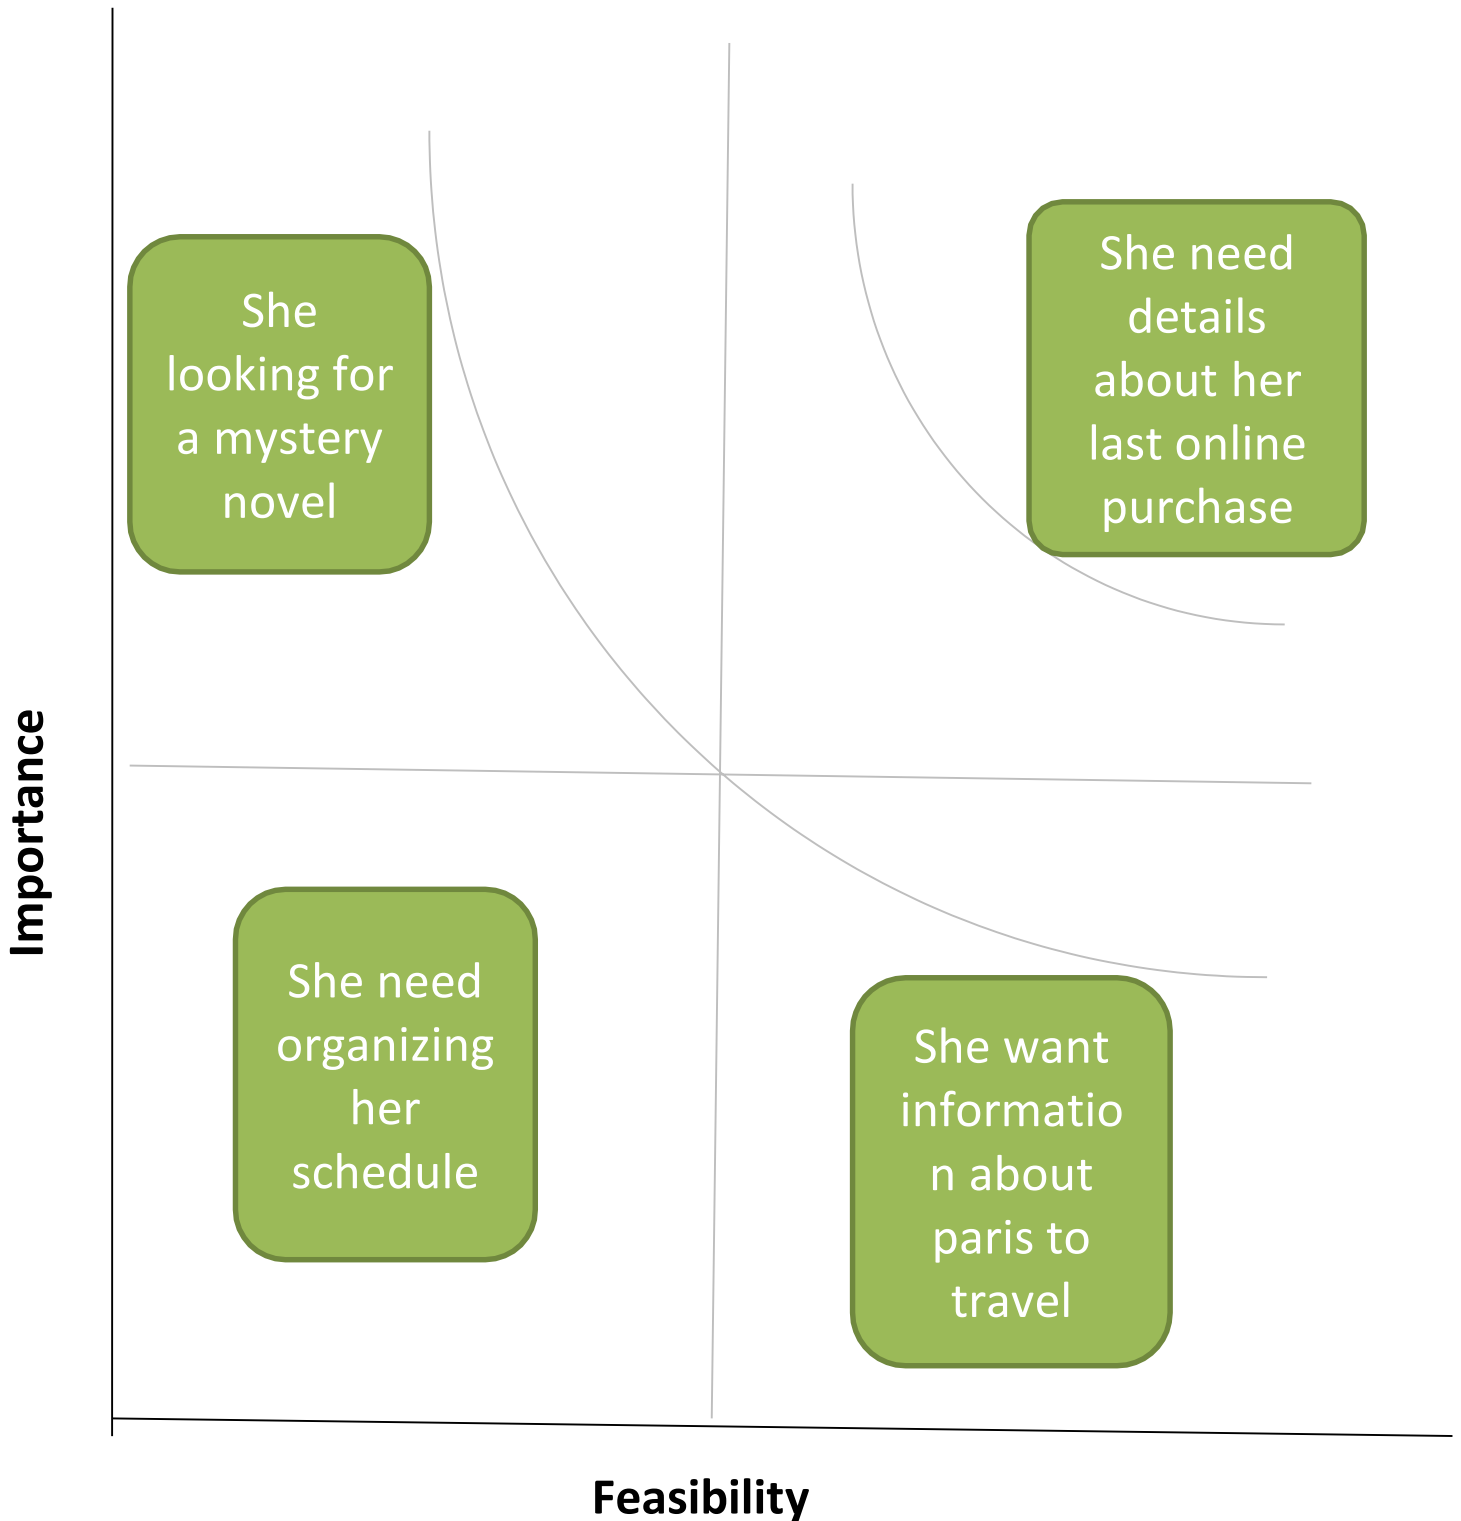 She
looking for
a mystery
novel
She need
details
about her
last online
purchase
Importance
She need
organizing
her
schedule
She want
informatio
n about
paris to
travel
Feasibility